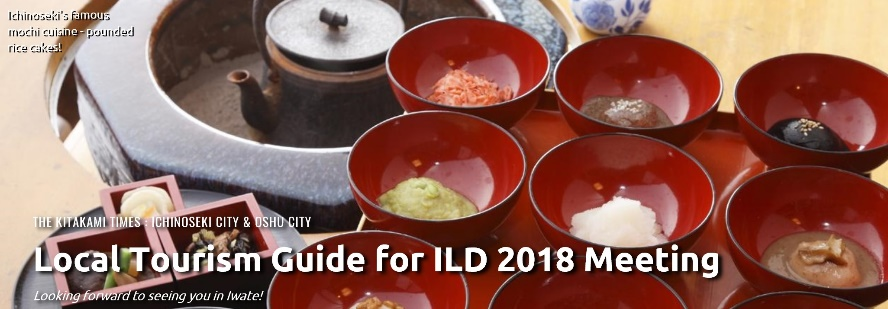 Ichinoseki's famous
mochi cuisine - pounded
rice cakes!
THE KITAKAMI TIMES : ICHINOSEKI CITY & OSHU CITY
Local Tourism Guide for ILD 2018 Meeting
Looking forward to seeing you in Iwate!